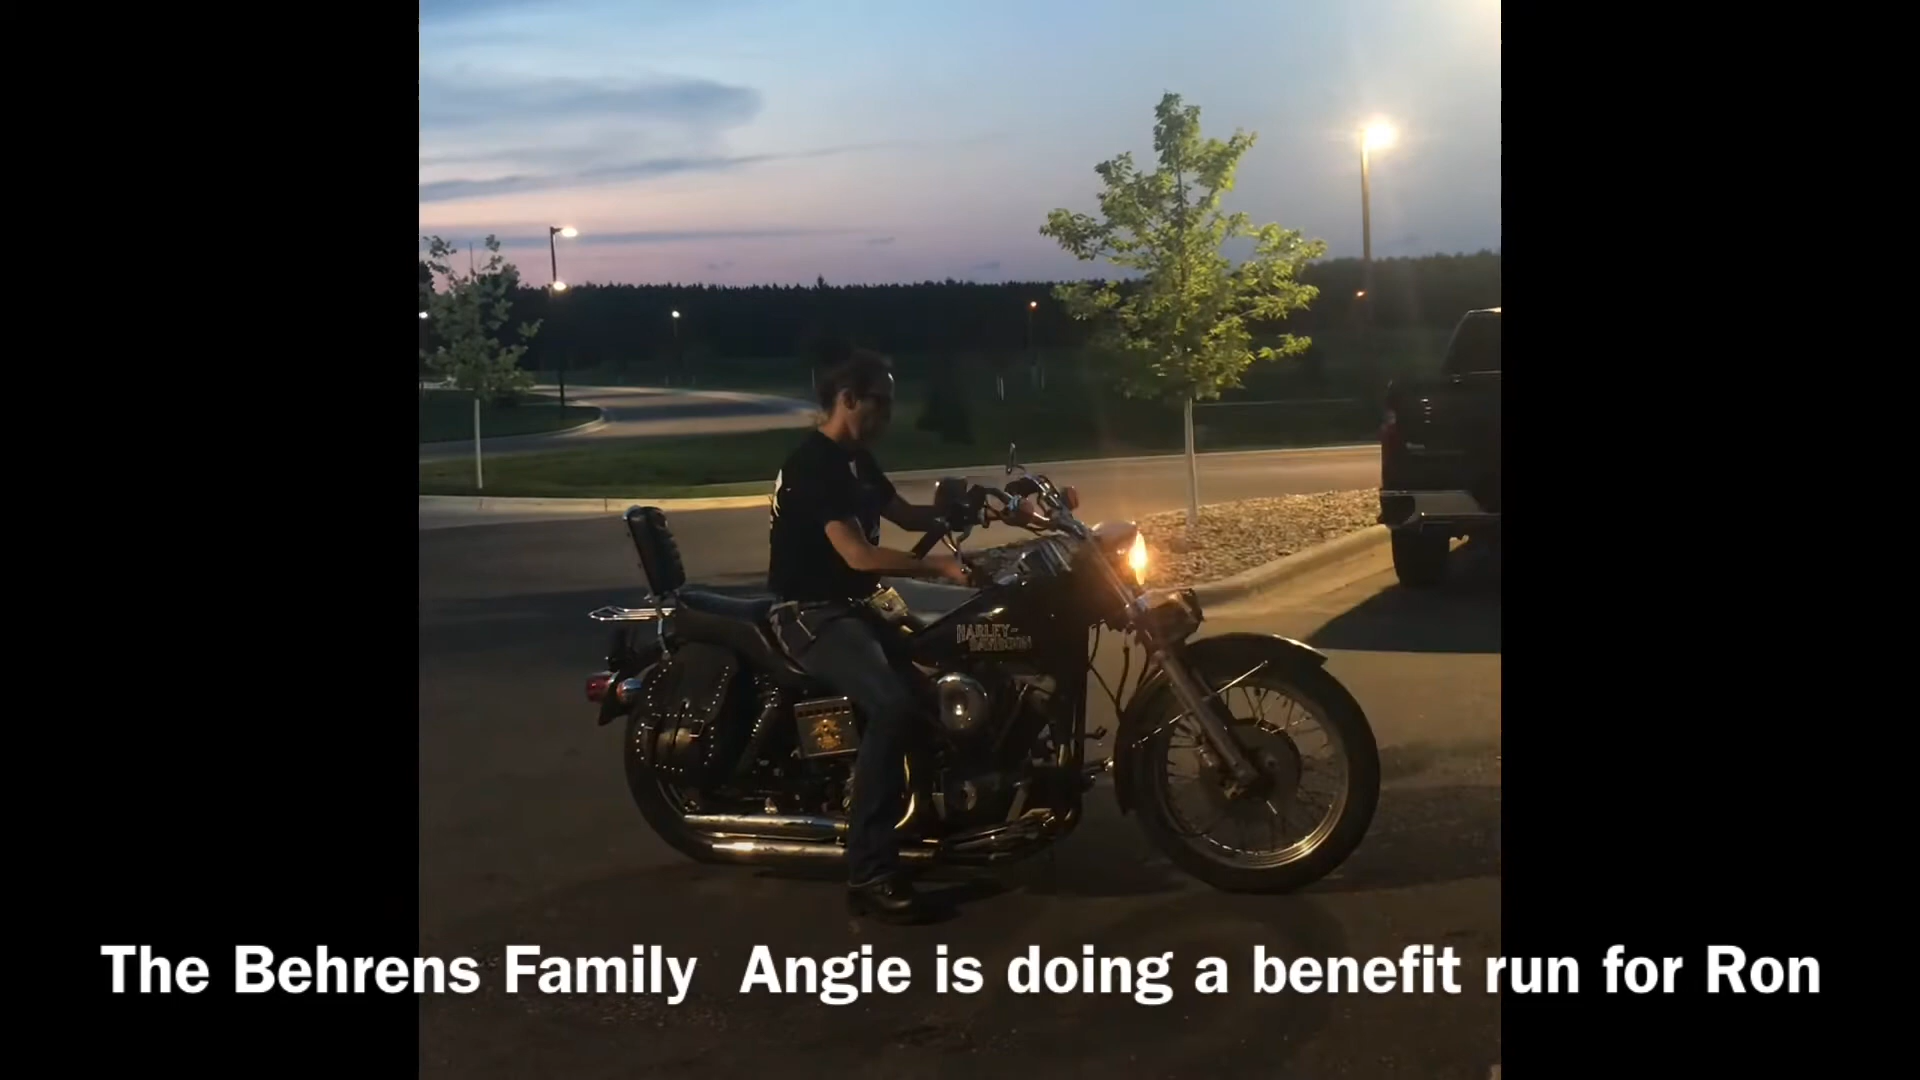 HARLEY-
DAVIDSON
The Behrens Family  Angie is doing a benefit run for Ron